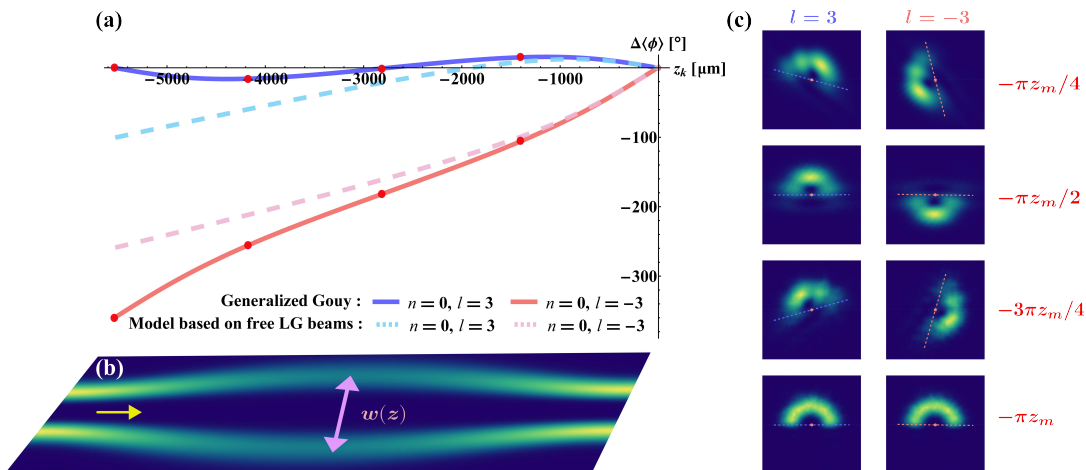 (a)
Δ⟨ϕ⟩ [°]
−5000 −4000 −3000 −2000 −1000 z_k [μm]
−100
−200
−300
Generalized Gouy : n = 0, l = 3 n = 0, l = −3
Model based on free LG beams : n = 0, l = 3 n = 0, l = −3
(b)
w(z)
(c)
l = 3 l = −3
−πz_m/4
−πz_m/2
−3πz_m/4
−πz_m